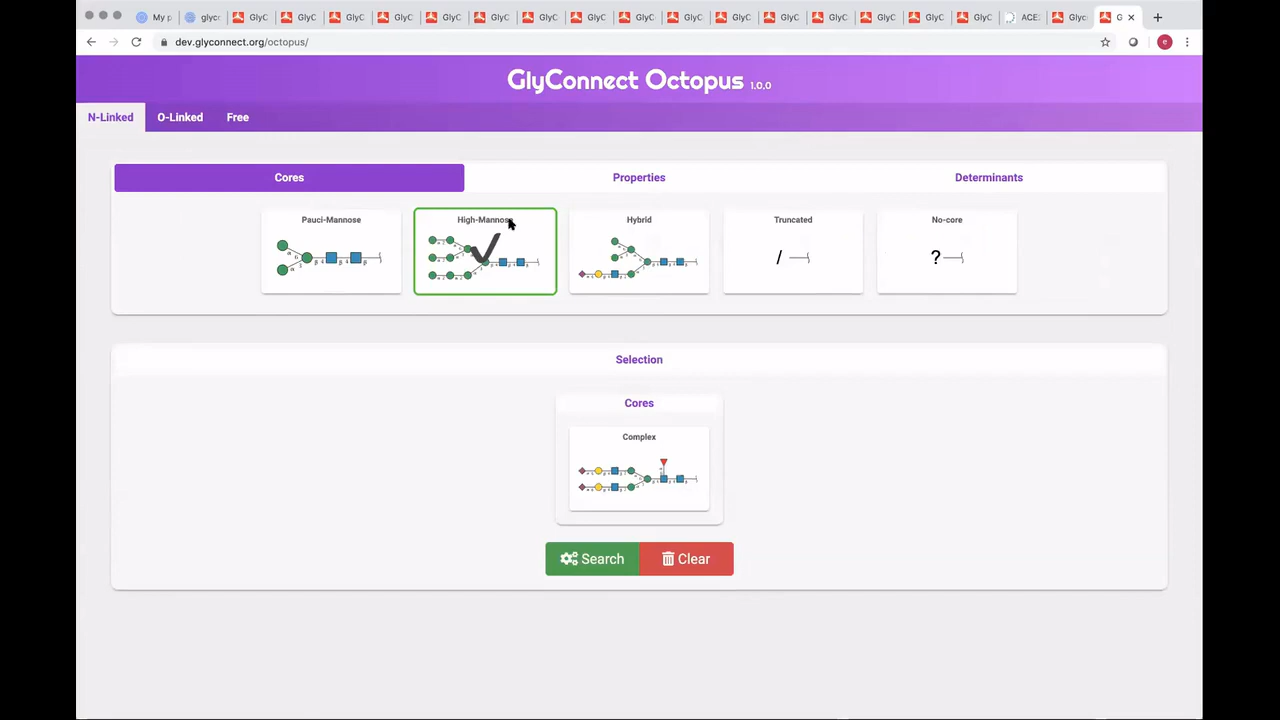 My p glyc GlyC GlyC GlyC GlyC GlyC GlyC GlyC GlyC GlyC GlyC GlyC GlyC GlyC GlyC GlyC GlyC ACE: Glyc G
dev.glyconnect.org/octopus/ e
GlyConnect Octopus 1.0.0
N-Linked O-Linked Free
Cores Properties Determinants
Pauci-Mannose High-Mannose Hybrid Truncated No-core
/ ?
Selection
Cores
Complex
Search Clear